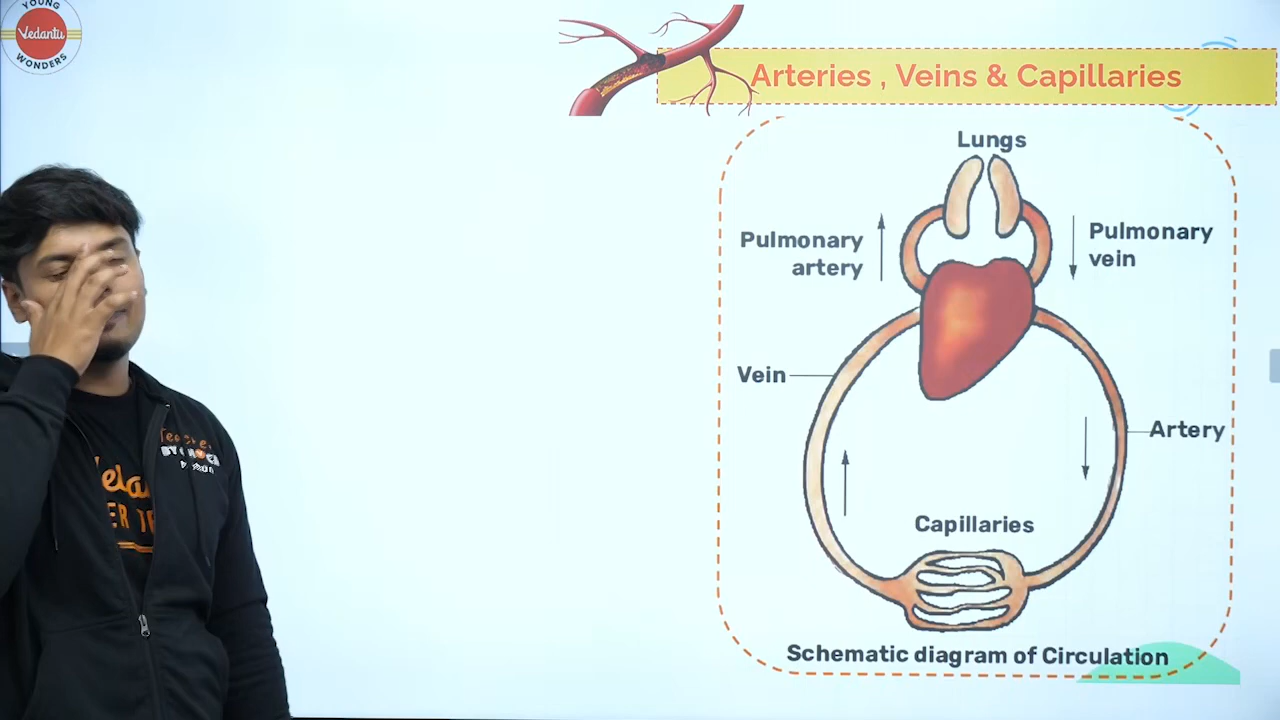 YOUNG
Vedantu
WONDERS
Arteries , Veins & Capillaries
Lungs
Pulmonary
artery
Pulmonary
vein
Vein
Artery
Capillaries
Schematic diagram of Circulation